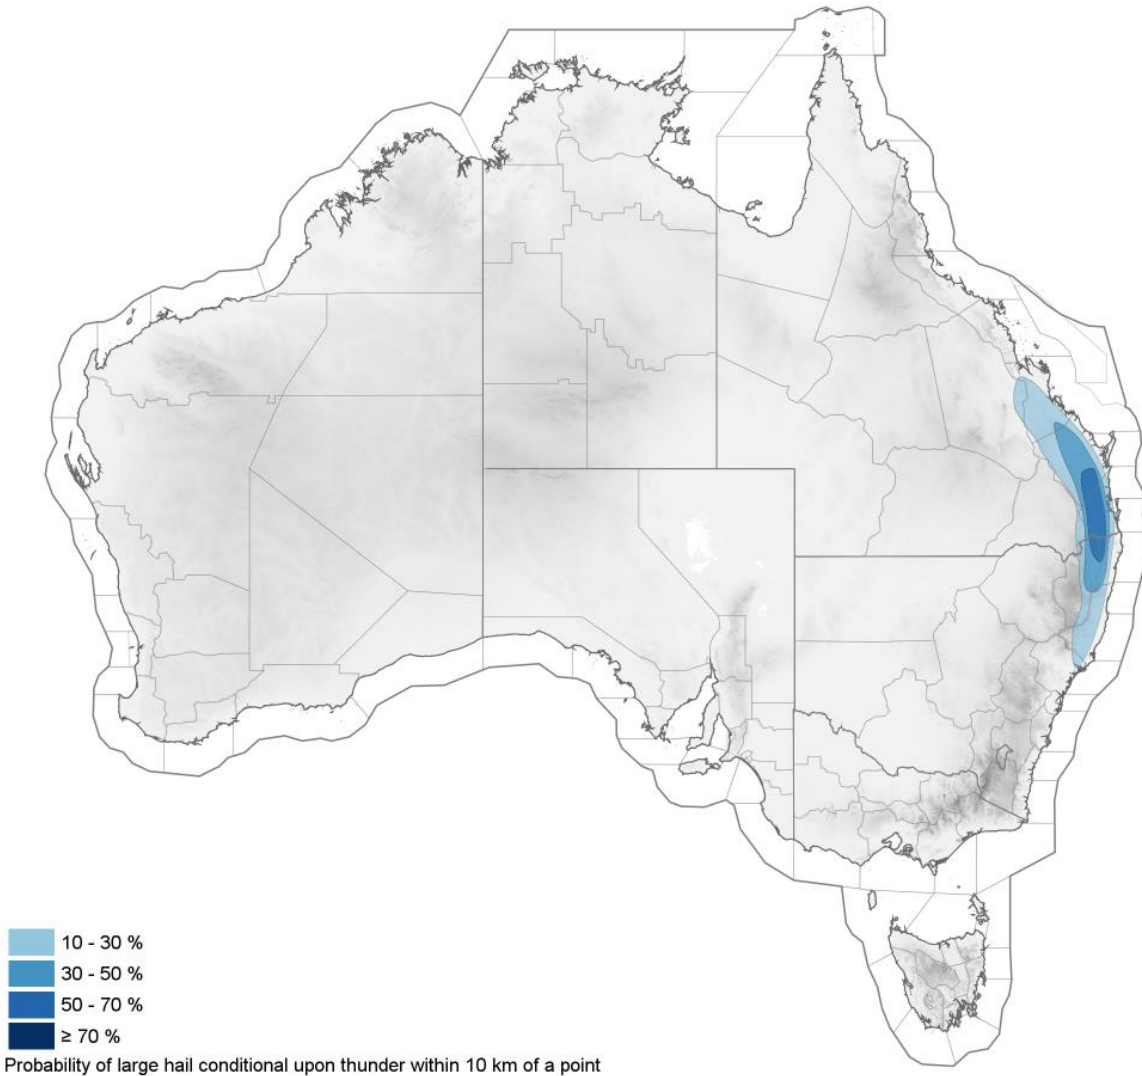 10 - 30 %
30 - 50 %
50 - 70 %
≥ 70 %
Probability of large hail conditional upon thunder within 10 km of a point